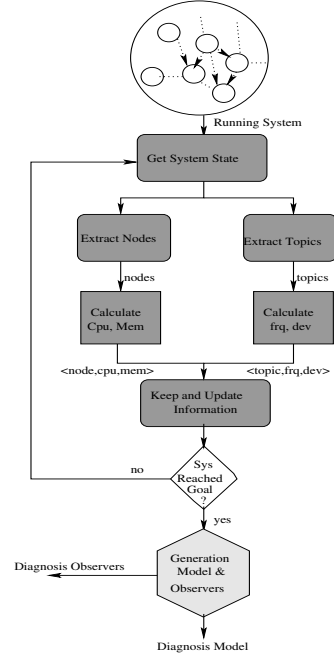 Running System
Get System State
Extract Nodes
Extract Topics
nodes
topics
Calculate
Cpu, Mem
Calculate
frq, dev
<node,cpu,mem>
<topic,frq,dev>
Keep and Update
Information
no
Sys
Reached
Goal
?
yes
Generation
Model &
Observers
Diagnosis Observers
Diagnosis Model